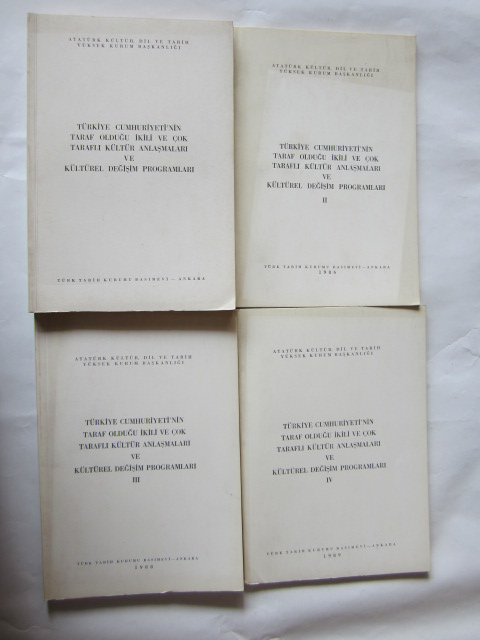 ATATÜRK KÜLTÜR, DİL VE TARİH
YÜKSEK KURUM BAŞKANLIĞI
TÜRKİYE CUMHURİYETİ'NİN
TARAF OLDUĞU İKİLİ VE ÇOK
TARAFLI KÜLTÜR ANLAŞMALARI
VE
KÜLTÜREL DEĞİŞİM PROGRAMLARI
TÜRK TARİH KURUMU BASIMEVİ — ANKARA
ATATÜRK KÜLTÜR, DİL VE TARİH
YÜKSEK KURUM BAŞKANLIĞI
TÜRKİYE CUMHURİYETİ'NİN
TARAF OLDUĞU İKİLİ VE ÇOK
TARAFLI KÜLTÜR ANLAŞMALARI
VE
KÜLTÜREL DEĞİŞİM PROGRAMLARI
II
TÜRK TARİH KURUMU BASIMEVİ — ANKARA
ATATÜRK KÜLTÜR, DİL VE TARİH
YÜKSEK KURUM BAŞKANLIĞI
TÜRKİYE CUMHURİYETİ'NİN
TARAF OLDUĞU İKİLİ VE ÇOK
TARAFLI KÜLTÜR ANLAŞMALARI
VE
KÜLTÜREL DEĞİŞİM PROGRAMLARI
III
TÜRK TARİH KURUMU BASIMEVİ — ANKARA
ATATÜRK KÜLTÜR, DİL VE TARİH
YÜKSEK KURUM BAŞKANLIĞI
TÜRKİYE CUMHURİYETİ'NİN
TARAF OLDUĞU İKİLİ VE ÇOK
TARAFLI KÜLTÜR ANLAŞMALARI
VE
KÜLTÜREL DEĞİŞİM PROGRAMLARI
IV
TÜRK TARİH KURUMU BASIMEVİ — ANKARA